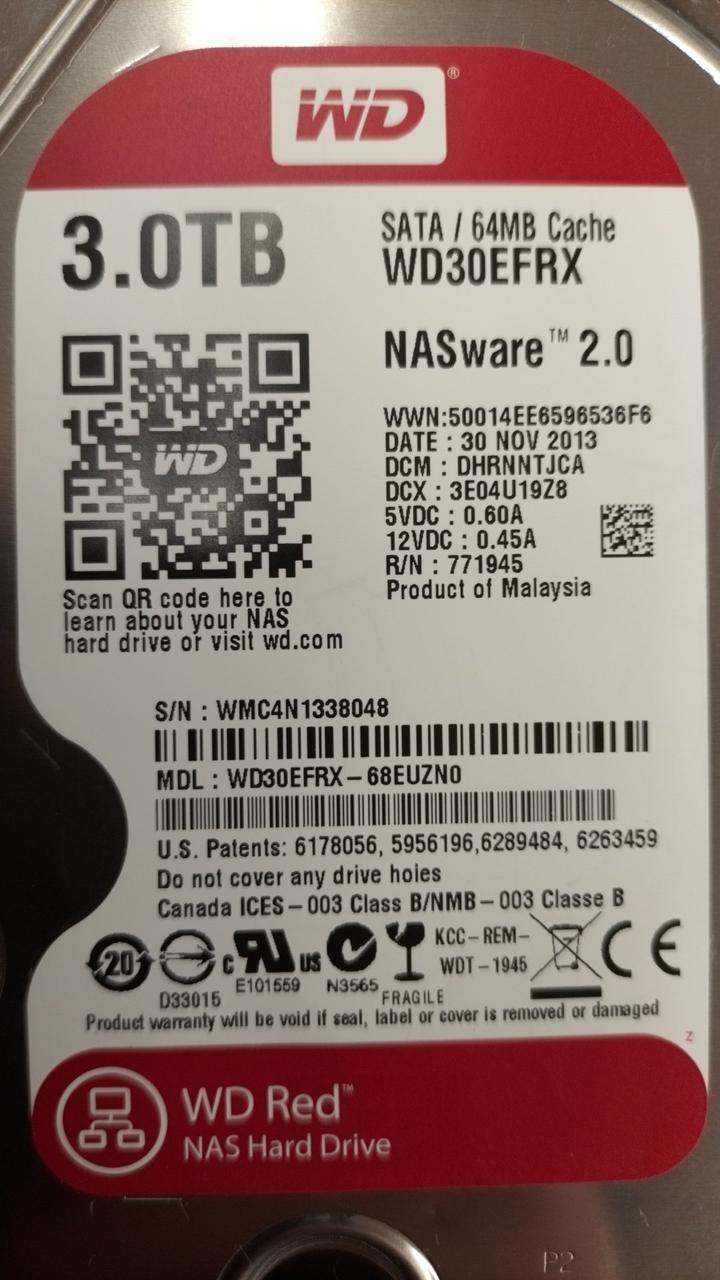 WD®
3.0TB
SATA / 64MB Cache
WD30EFRX
NASware™ 2.0
WD
WWN:50014EE6596536F6
DATE : 30 NOV 2013
DCM : DHRNNTJCA
DCX : 3E04U19Z8
5VDC : 0.60A
12VDC : 0.45A
R/N : 771945
Product of Malaysia
Scan QR code here to
learn about your NAS
hard drive or visit wd.com
S/N : WMC4N1338048
MDL : WD30EFRX-68EUZN0
U.S. Patents: 6178056, 5956196,6289484, 6263459
Do not cover any drive holes
Canada ICES-003 Class B/NMB-003 Classe B
20
D33015
c RU US
E101559
N3565
FRAGILE
KCC-REM-
WDT-1945
CE
Product warranty will be void if seal, label or cover is removed or damaged
Z
WD Red™
NAS Hard Drive
P2